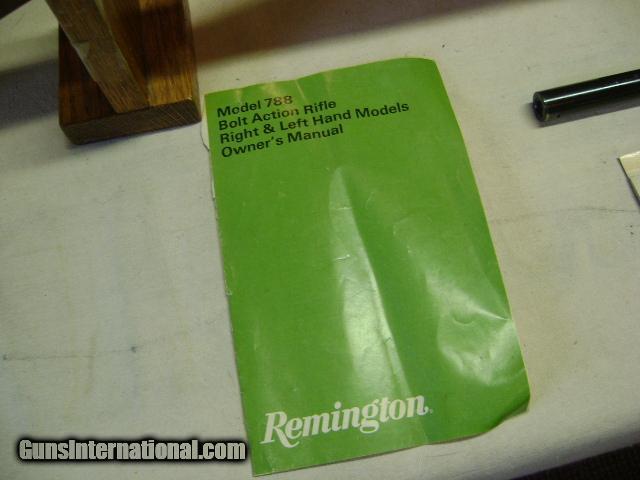 Model 788
Bolt Action Rifle
Right & Left Hand Models
Owner's Manual
Remington®
GunsInternational.com